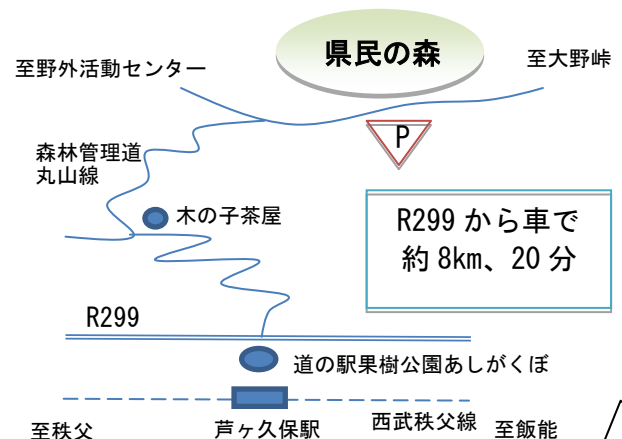 県民の森
至野外活動センター
至大野峠
P
森林管理道
丸山線
木の子茶屋
R299 から車で
約 8km、20 分
R299
道の駅果樹公園あしがくぼ
至秩父
芦ヶ久保駅
西武秩父線
至飯能